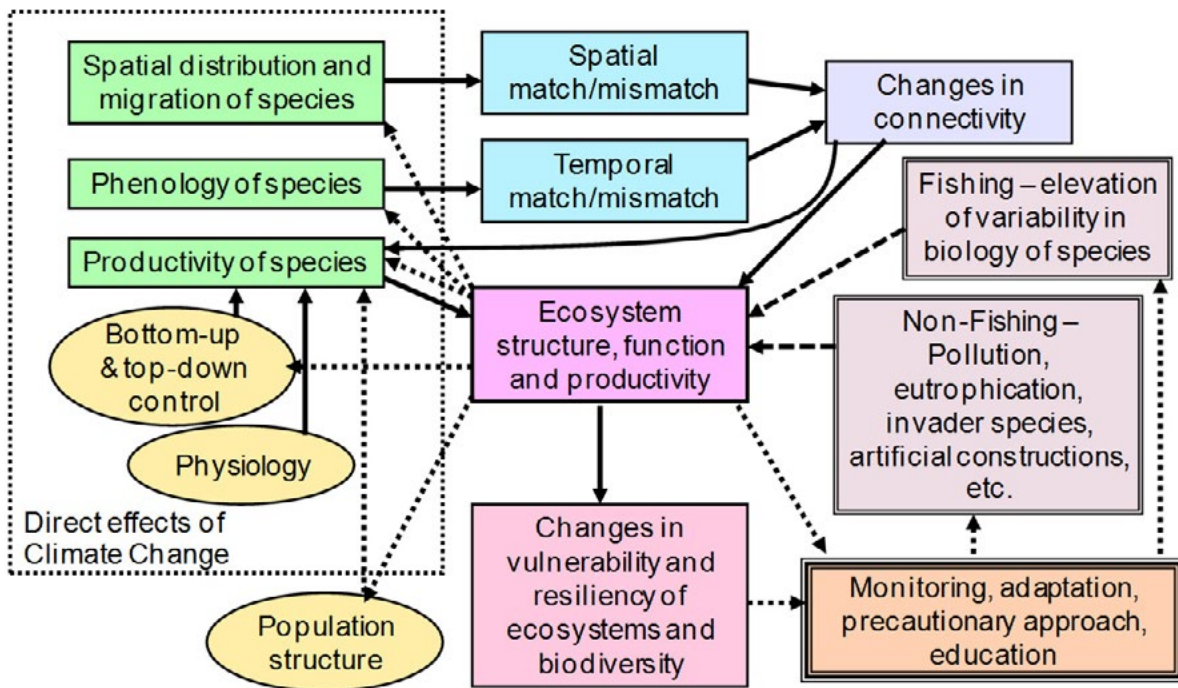 Spatial distribution and
migration of species
Spatial
match/mismatch
Changes in
connectivity
Phenology of species
Temporal
match/mismatch
Fishing – elevation
of variability in
biology of species
Productivity of species
Ecosystem
structure, function
and productivity
Non-Fishing –
Pollution,
eutrophication,
invader species,
artificial constructions,
etc.
Bottom-up
& top-down
control
Physiology
Direct effects of
Climate Change
Changes in
vulnerability and
resiliency of
ecosystems and
biodiversity
Monitoring, adaptation,
precautionary approach,
education
Population
structure